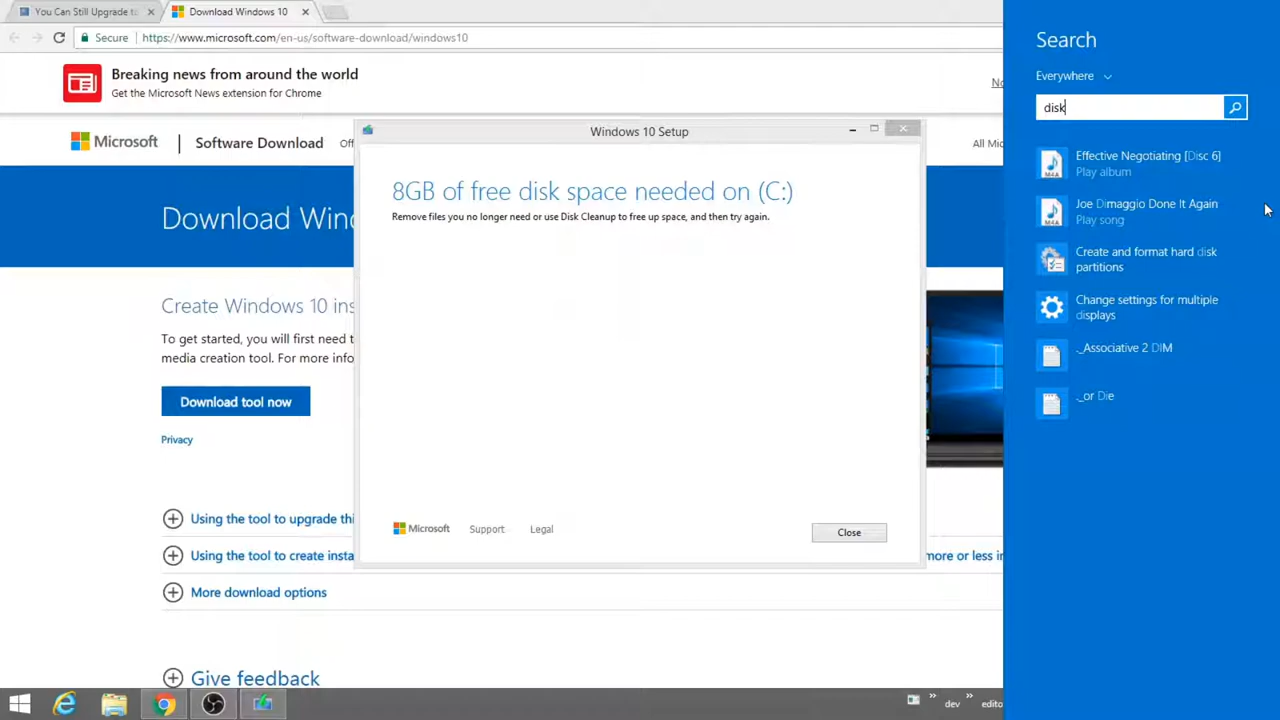 You Can Still Upgrade to
Download Windows 10
Secure
https://www.microsoft.com/en-us/software-download/windows10
Breaking news from around the world
Get the Microsoft News extension for Chrome
No
Microsoft
Software Download
Of
All Mic
Download Win
Create Windows 10 ins
To get started, you will first need t
media creation tool. For more info
Download tool now
Privacy
Using the tool to upgrade thi
Using the tool to create insta
more or less in
More download options
Give feedback
Windows 10 Setup
8GB of free disk space needed on (C:)
Remove files you no longer need or use Disk Cleanup to free up space, and then try again.
Microsoft
Support
Legal
Close
Search
Everywhere
disk
Effective Negotiating [Disc 6]
Play album
Joe Dimaggio Done It Again
Play song
Create and format hard disk
partitions
Change settings for multiple
displays
._Associative 2 DIM
._or Die
dev
edito